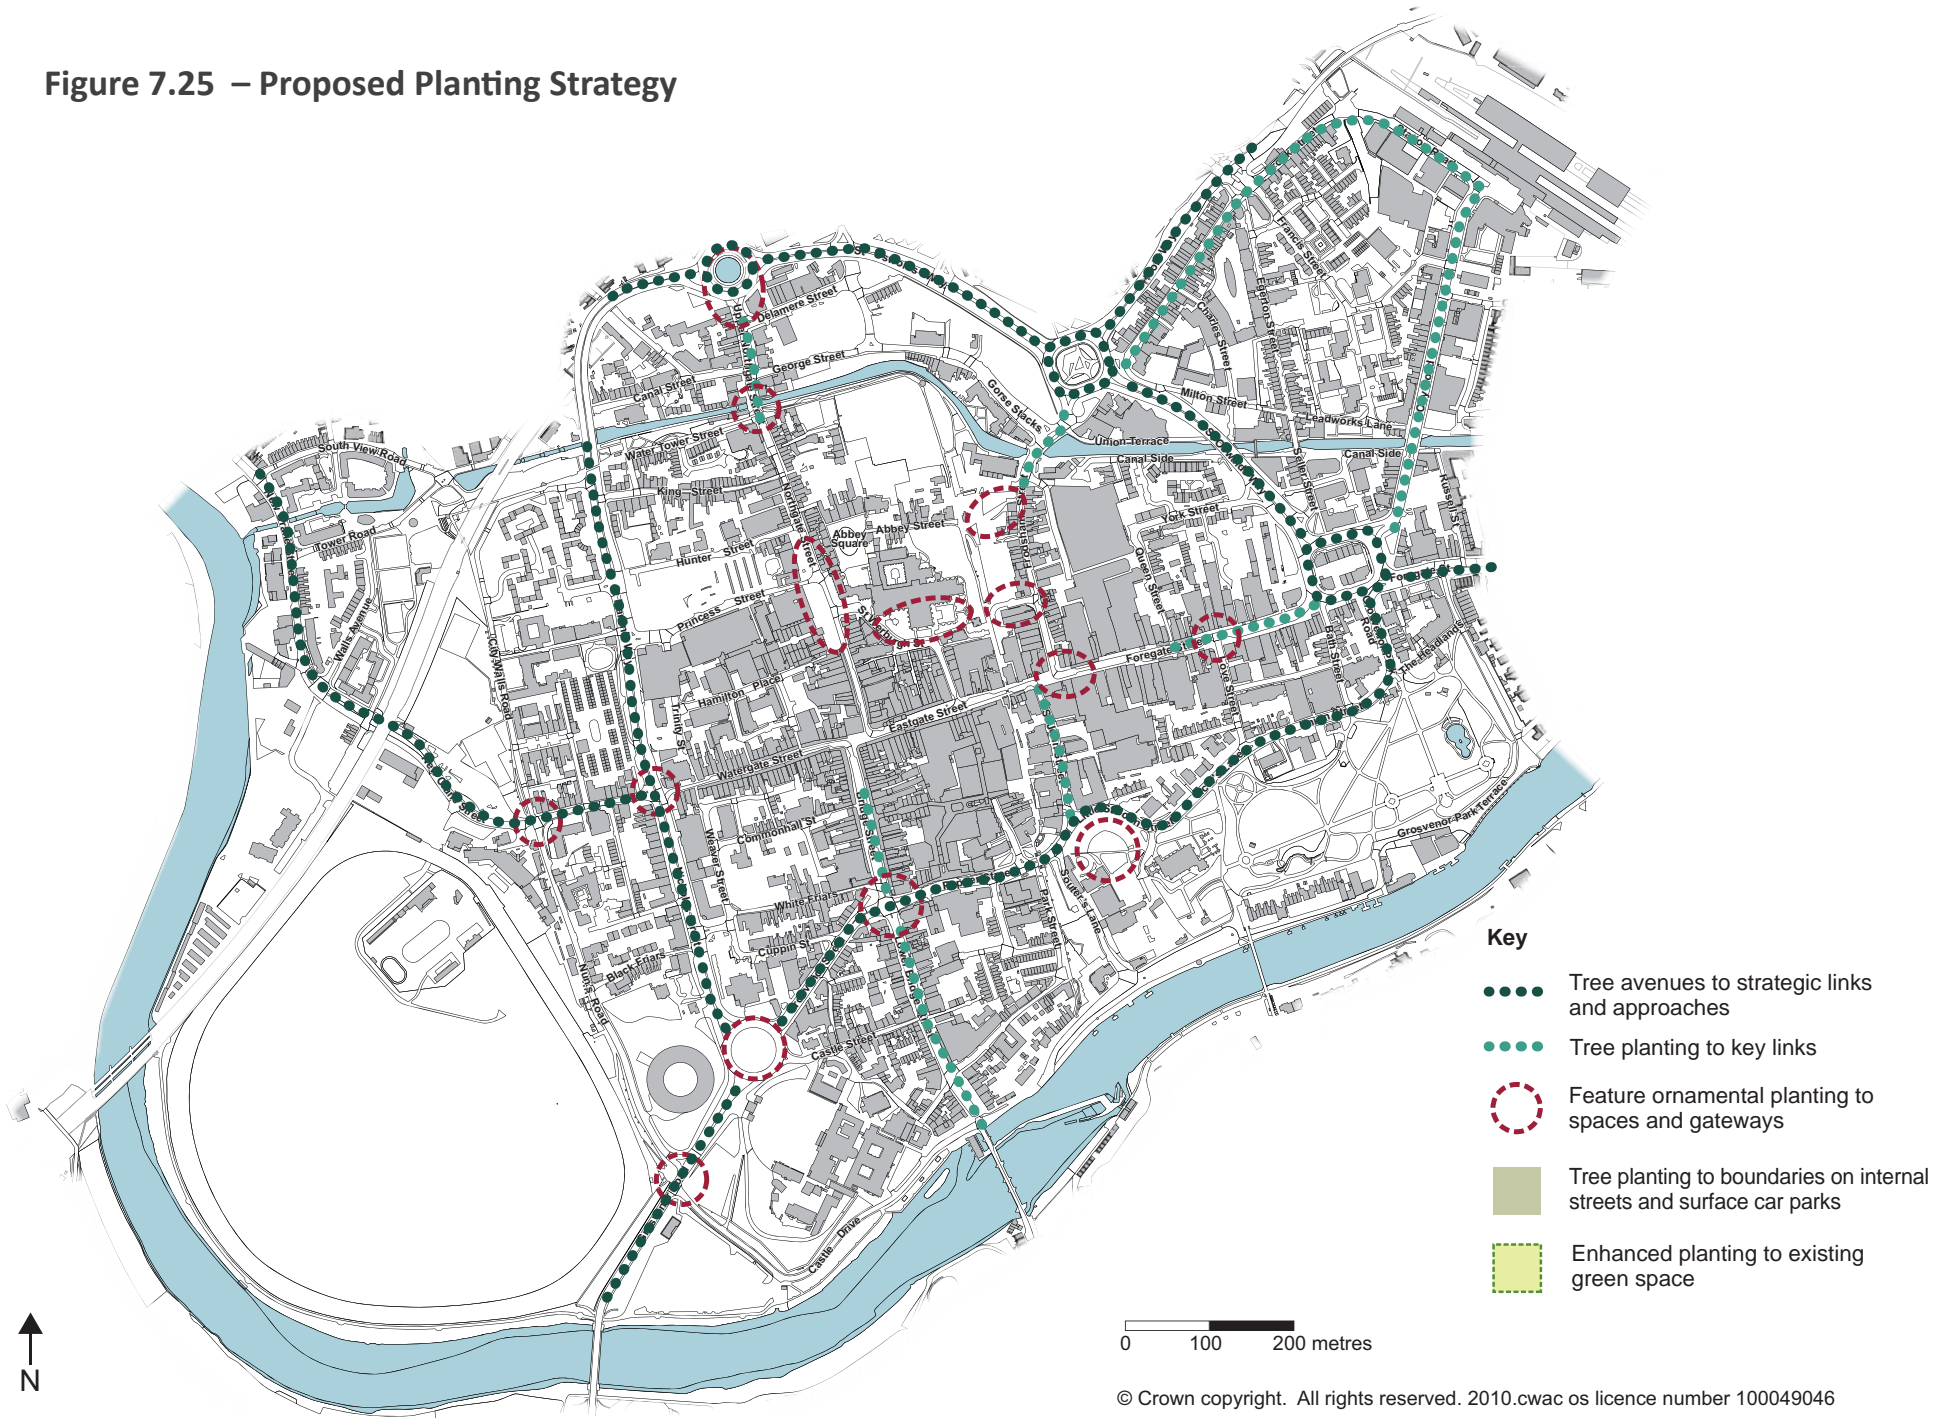 Figure 7.25 – Proposed Planting Strategy
Delamere Street
George Street
Canal Street
Gorse Stacks
Charles Street
Francis Street
Egerton Street
Milton Street
Leadworks Lane
Union Terrace
Canal Side
Canal Side
South View Road
Water Tower Street
King Street
Northgate Street
Abbey Street
Abbey
Square
York Street
Seller Street
Russell St
Tower Road
Hunter Street
Princess Street
Queen Street
Foregate St
Walls Avenue
City Walls Road
Hamilton Place
Trinity St
Eastgate Street
Bath Street
The Headlands
Watergate Street
Commonhall St
Weaver Street
White Friars
Cuppin St
Black Friars
Nun's Road
Castle Street
Park Street
Souter's Lane
Grosvenor Park Terrace
Castle Drive
Key
Tree avenues to strategic links
and approaches
Tree planting to key links
Feature ornamental planting to
spaces and gateways
Tree planting to boundaries on internal
streets and surface car parks
Enhanced planting to existing
green space
N
0 100 200 metres
© Crown copyright. All rights reserved. 2010.cwac os licence number 100049046